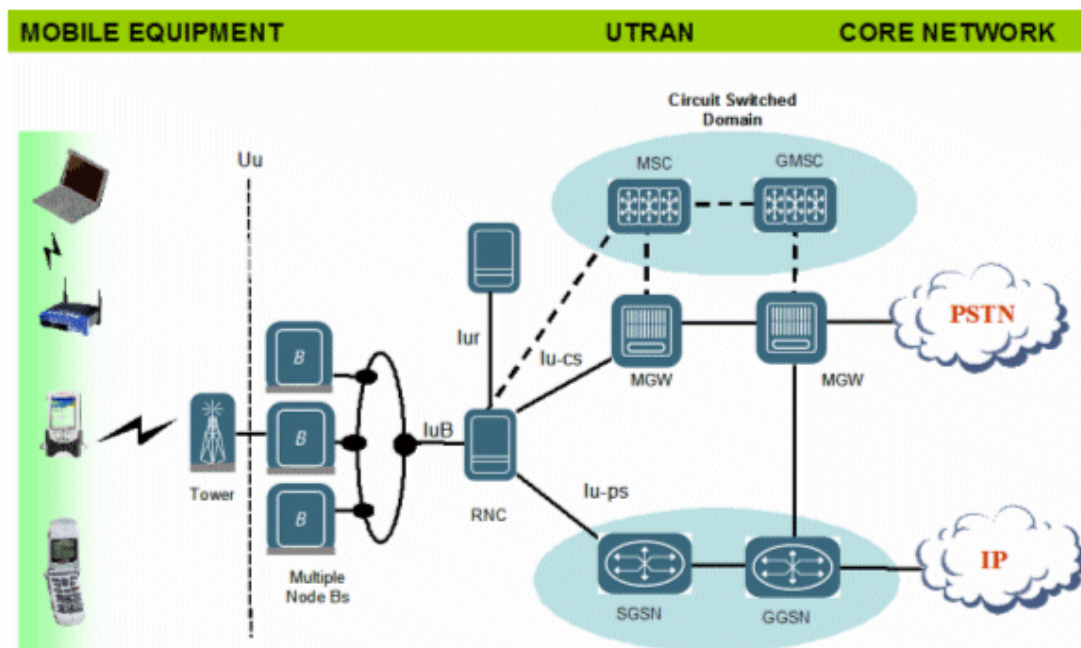 MOBILE EQUIPMENT UTRAN CORE NETWORK
Circuit Switched
Domain
Uu
MSC GMSC
PSTN
Iur
Iu-cs
MGW MGW
B
B
B
IuB
Tower
RNC
Iu-ps
IP
Multiple
Node Bs
SGSN GGSN